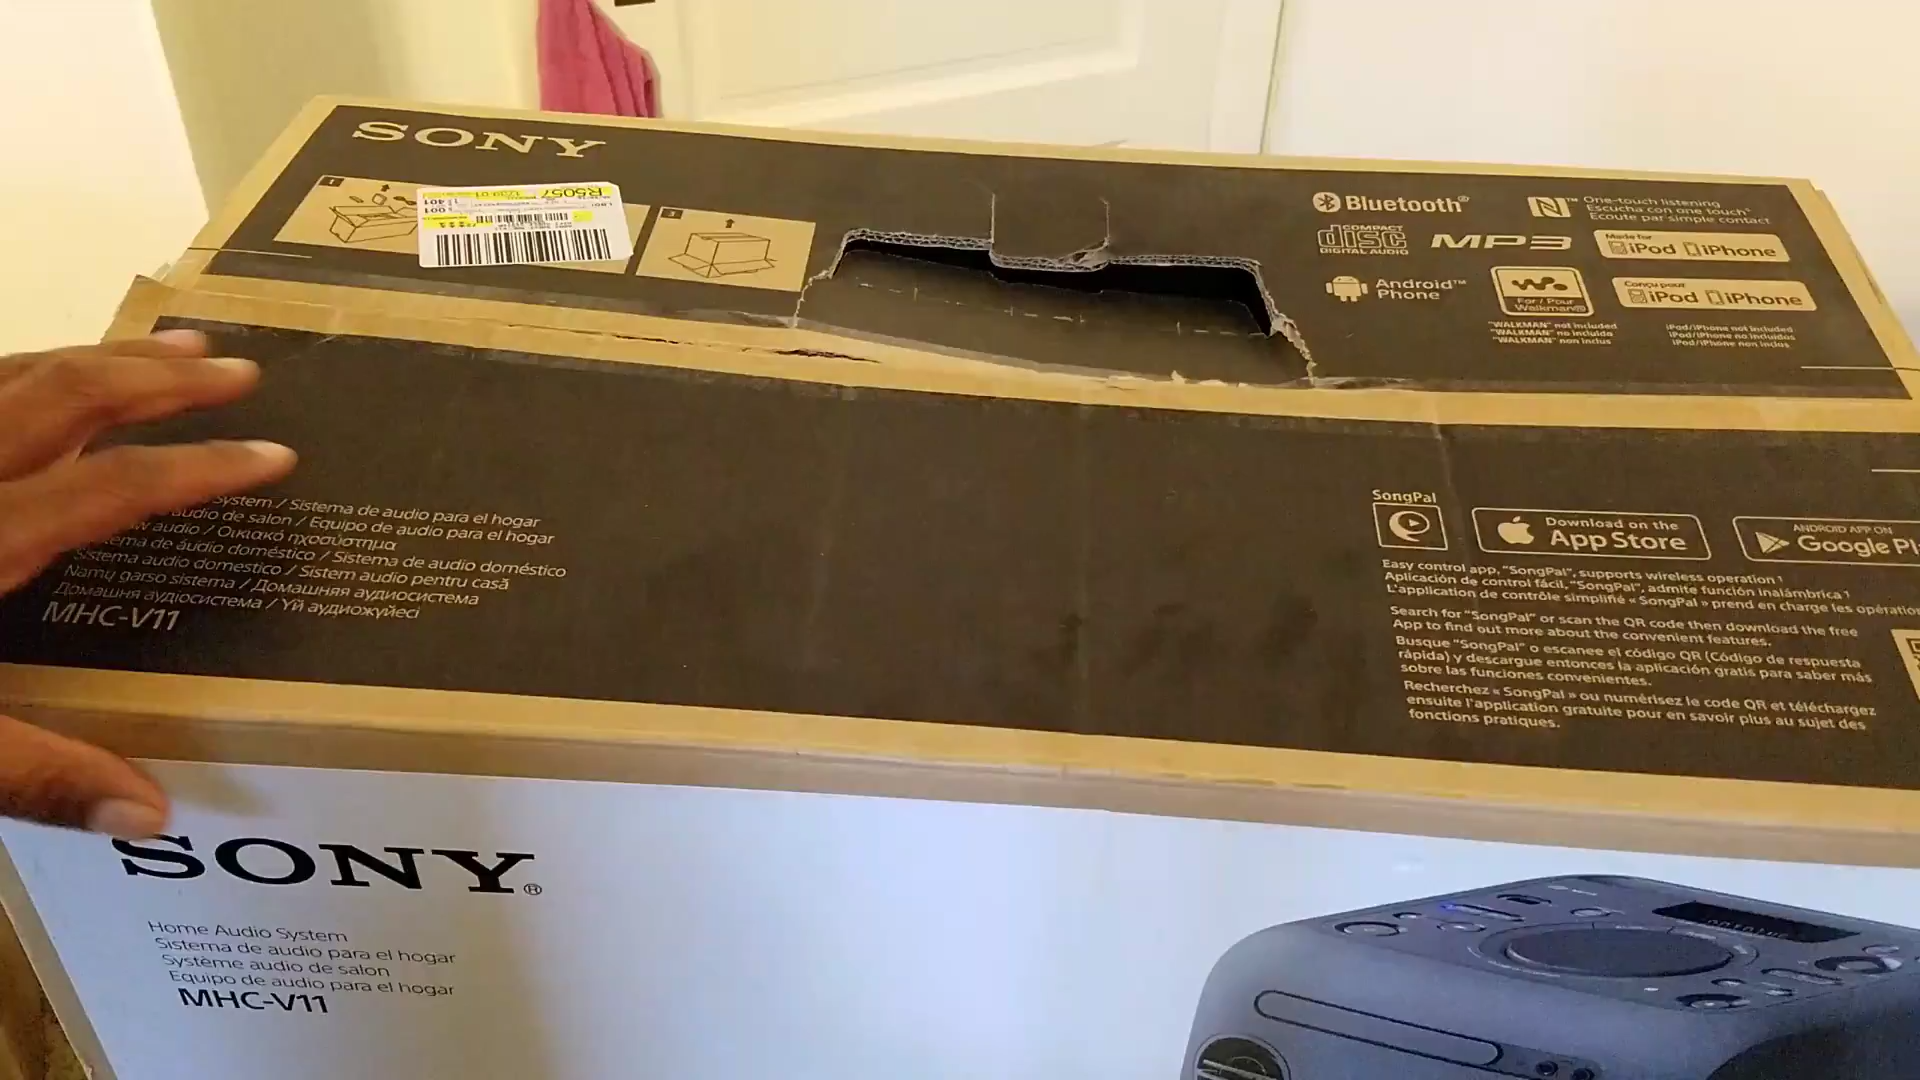 SONY
1
3
R5057
Bluetooth®
N™
One-touch listening
Escucha con one touch
Ecoute par simple contact
COMPACT
disc
DIGITAL AUDIO
MP3
Made for
iPod iPhone
Android™
Phone
For / Pour
Walkman®
Conçu pour
iPod iPhone
"WALKMAN" not included
"WALKMAN" no incluido
"WALKMAN" non inclus
iPod/iPhone not included
iPod/iPhone no incluidos
iPod/iPhone non inclus
System / Sistema de audio para el hogar
audio de salon / Equipo de audio para el hogar
audio / Οικιακό ηχοσύστημα
de áudio doméstico / Sistema de audio doméstico
Sistema audio domestico / Sistem audio pentru casă
Namų garso sistema / Домашняя аудиосистема
Домашня аудіосистема / Үй аудиожүйесі
MHC-V11
SongPal
Download on the
App Store
ANDROID APP ON
Google Pl
Easy control app, "SongPal", supports wireless operation¹
Aplicación de control fácil, "SongPal", admite función inalámbrica¹
L'application de contrôle simplifié « SongPal » prend en charge les
Search for "SongPal" or scan the QR code then download the free
App to find out more about the convenient features.
Busque "SongPal" o escanee el código QR (Código de respuesta
rápida) y descargue entonces la aplicación gratis para saber más
sobre las funciones convenientes.
Recherchez « SongPal » ou numérisez le code QR et téléchargez
ensuite l'application gratuite pour en savoir plus au sujet des
fonctions pratiques.
SONY®
Home Audio System
Sistema de audio para el hogar
Système audio de salon
Equipo de audio para el hogar
MHC-V11